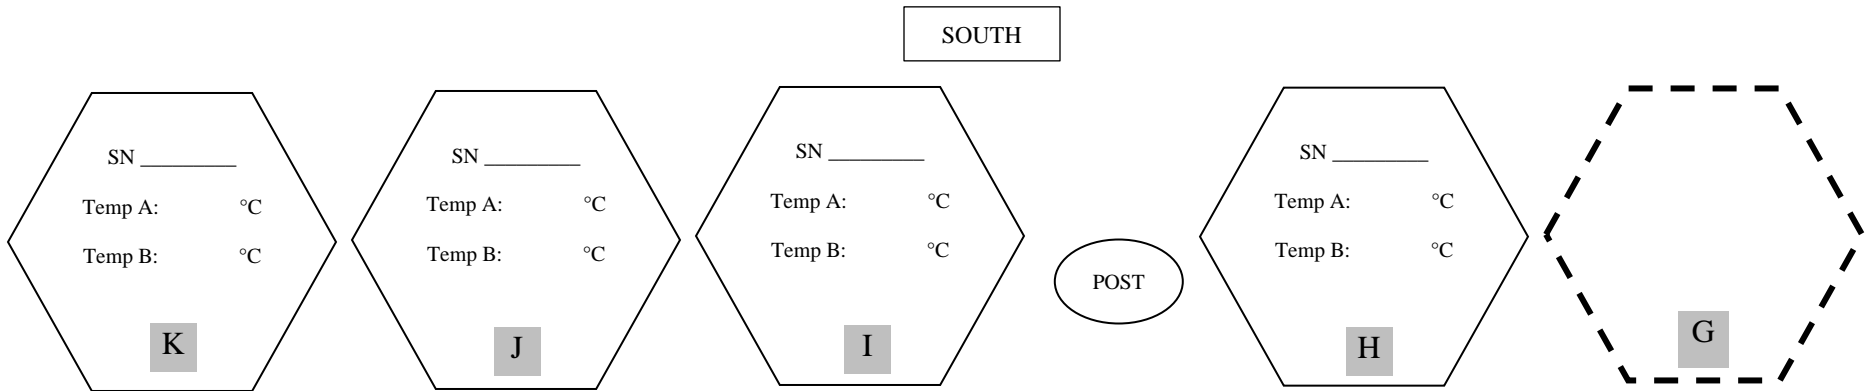 SOUTH
SN _________
Temp A: °C
Temp B: °C
K
SN _________
Temp A: °C
Temp B: °C
J
SN _________
Temp A: °C
Temp B: °C
I
POST
SN _________
Temp A: °C
Temp B: °C
H
G